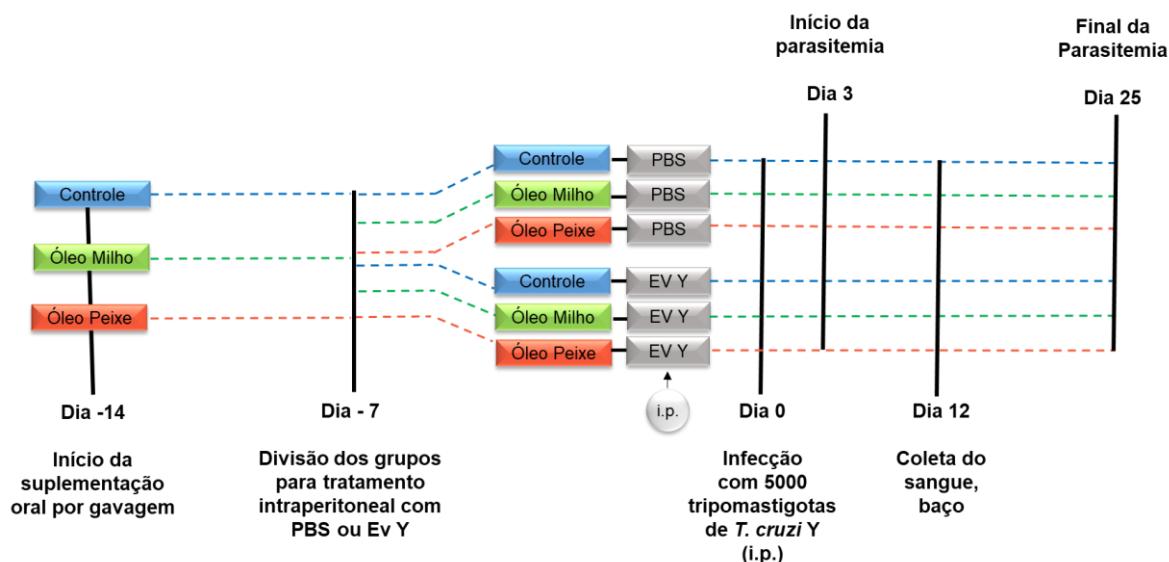 Início da
parasitemia
Final da
Parasitemia
Dia 3
Dia 25
Controle
PBS
Óleo Milho
PBS
Óleo Peixe
PBS
Controle
Óleo Milho
Óleo Peixe
Controle
EV Y
Óleo Milho
EV Y
Óleo Peixe
EV Y
i.p.
Dia -14
Dia - 7
Dia 0
Dia 12
Início da
suplementação
oral por gavagem
Divisão dos grupos
para tratamento
intraperitoneal com
PBS ou Ev Y
Infecção
com 5000
tripomastigotas
de T. cruzi Y
(i.p.)
Coleta do
sangue,
baço